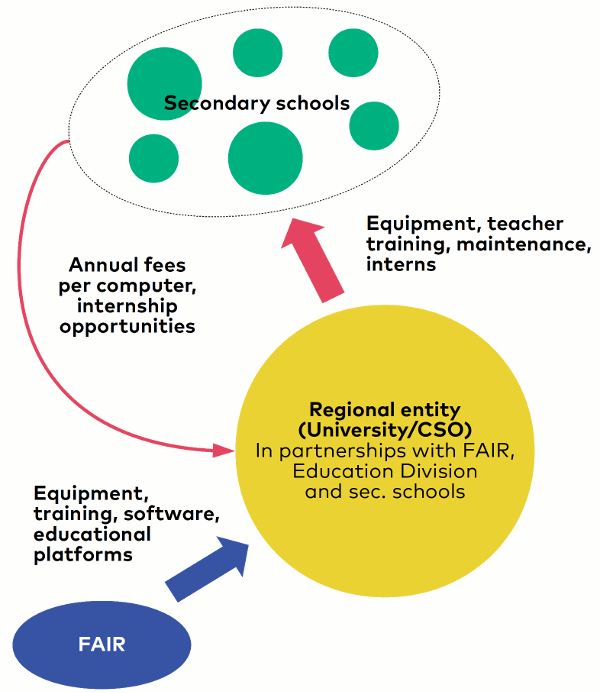 Secondary schools
Equipment, teacher
training, maintenance,
interns
Annual fees
per computer,
internship
opportunities
Regional entity
(University/CSO)
In partnerships with FAIR,
Education Division
and sec. schools
Equipment,
training, software,
educational
platforms
FAIR